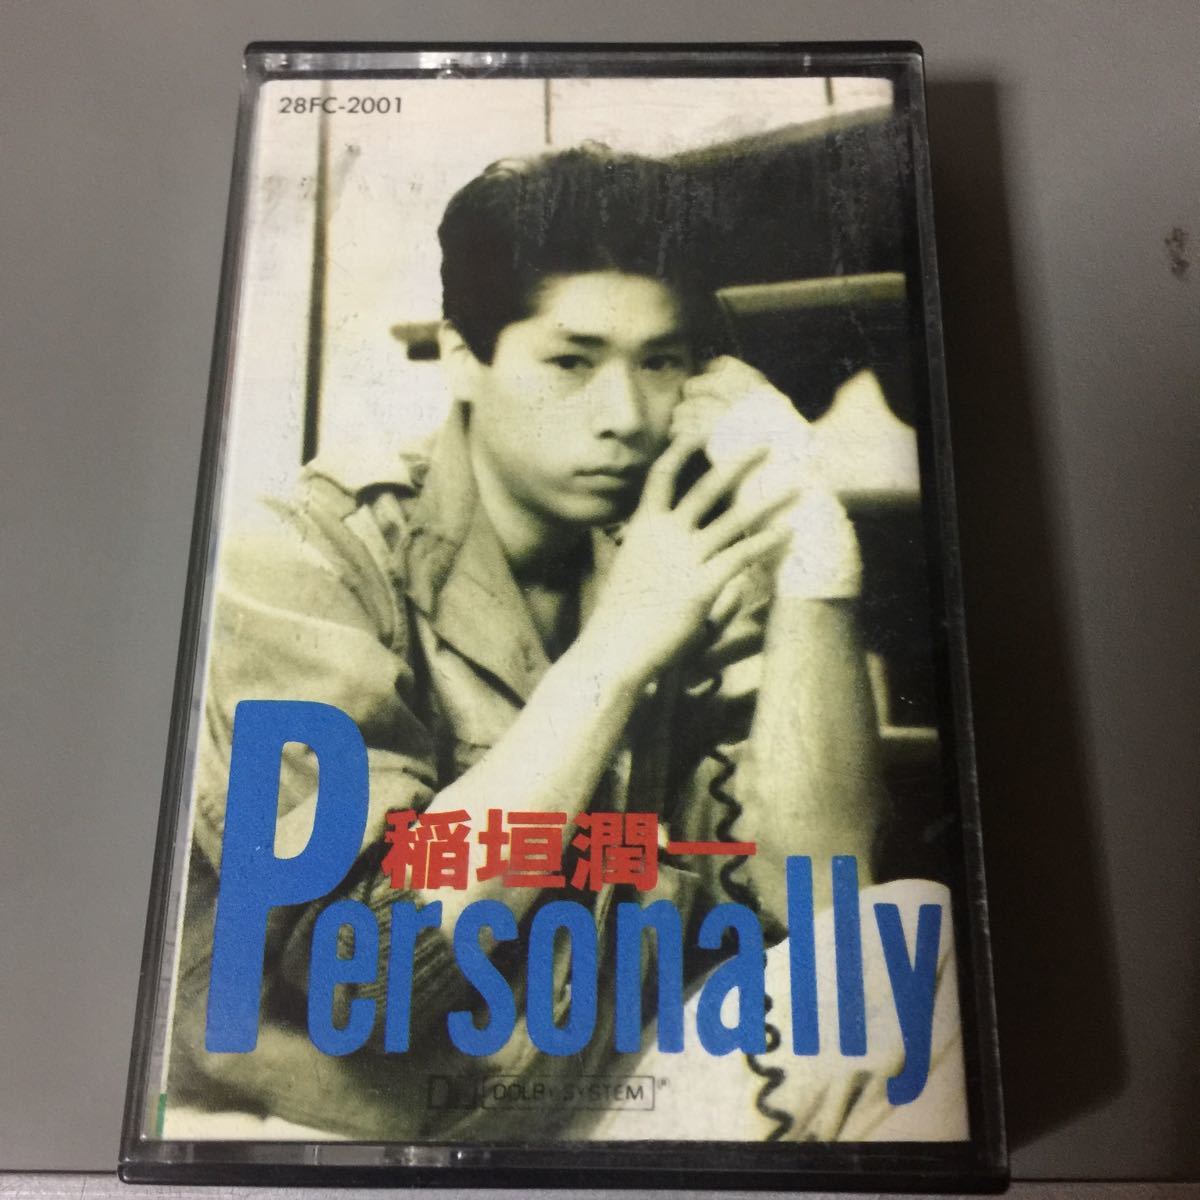 28FC-2001
稲垣潤一
Personally
DOLBY SYSTEM®